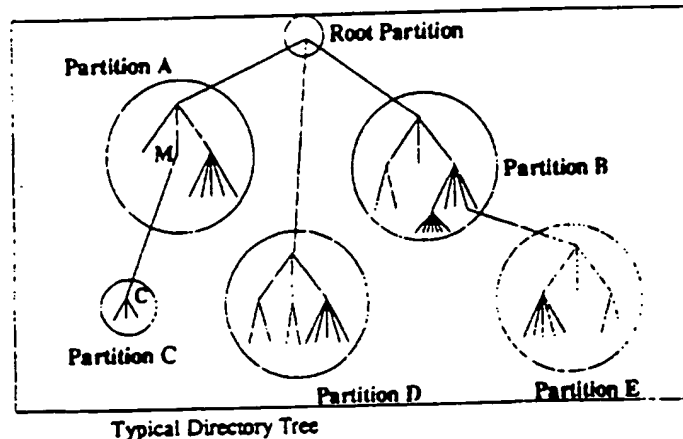 Root Partition
Partition A
M
Partition B
C
Partition C
Partition D
Partition E
Typical Directory Tree